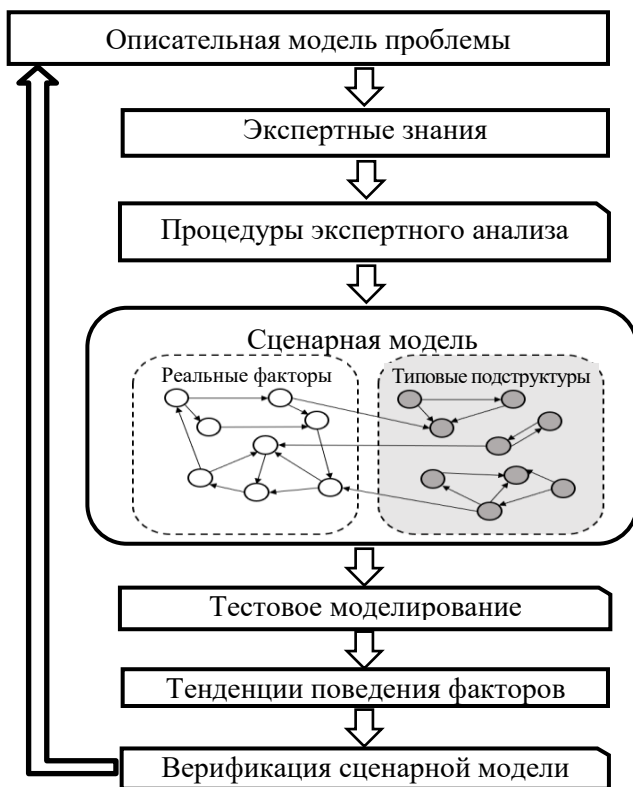 Описательная модель проблемы
Экспертные знания
Процедуры экспертного анализа
Сценарная модель
Реальные факторы
Типовые подструктуры
Тестовое моделирование
Тенденции поведения факторов
Верификация сценарной модели